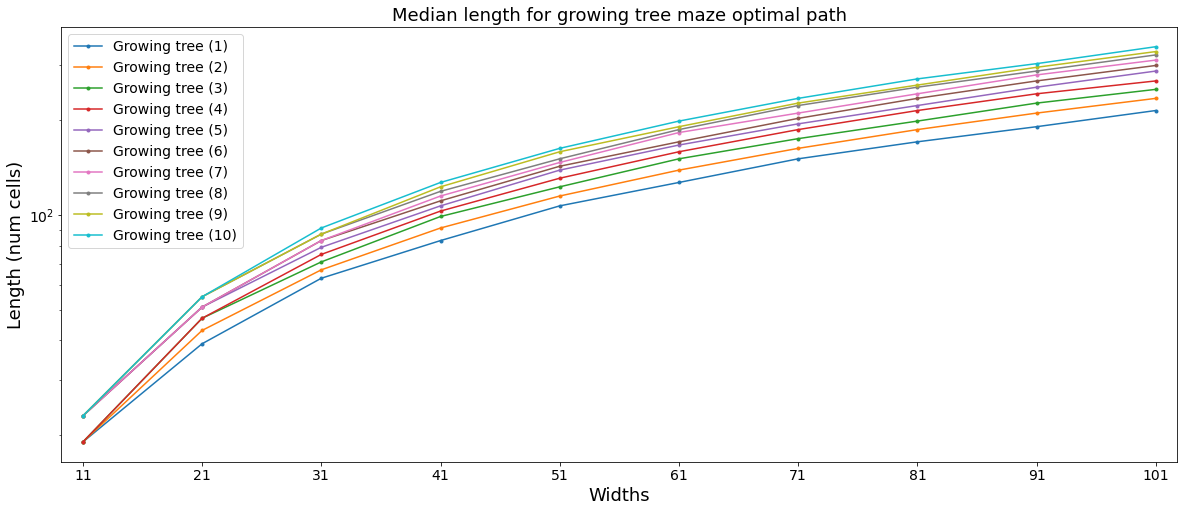 Median length for growing tree maze optimal path
Growing tree (1)
Growing tree (2)
Growing tree (3)
Growing tree (4)
Growing tree (5)
Growing tree (6)
Growing tree (7)
Growing tree (8)
Growing tree (9)
Growing tree (10)
Length (num cells)
10²
11 21 31 41 51 61 71 81 91 101
Widths